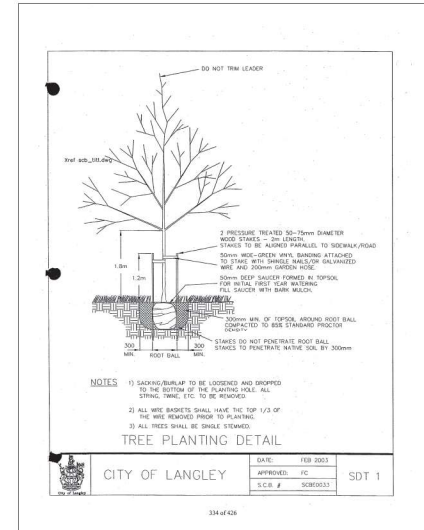 DO NOT TRIM LEADER
Xref scb_titl.dwg
2 PRESSURE TREATED 50-75mm DIAMETER
WOOD STAKES - 2m LENGTH.
STAKES TO BE ALIGNED PARALLEL TO SIDEWALK/ROAD
50mm WIDE-GREEN VINYL BANDING ATTACHED
TO STAKE WITH SHINGLE NAILS/OR GALVANIZED
WIRE AND 200mm GARDEN HOSE.
50mm DEEP SAUCER FORMED IN TOPSOIL
FOR INITIAL FIRST YEAR WATERING
FILL SAUCER WITH BARK MULCH.
1.8m
1.2m
300mm MIN. OF TOPSOIL AROUND ROOT BALL
COMPACTED TO 85% STANDARD PROCTOR
DENSITY
STAKES DO NOT PENETRATE ROOT BALL
STAKES TO PENETRATE NATIVE SOIL BY 300mm
300
MIN.
ROOT BALL
300
MIN.
NOTES
1) SACKING/BURLAP TO BE LOOSENED AND DROPPED
TO THE BOTTOM OF THE PLANTING HOLE. ALL
STRING, TWINE, ETC. TO BE REMOVED.
2) ALL WIRE BASKETS SHALL HAVE THE TOP 1/3 OF
THE WIRE REMOVED PRIOR TO PLANTING.
3) ALL TREES SHALL BE SINGLE STEMMED.
TREE PLANTING DETAIL
City of Langley
CITY OF LANGLEY
DATE: FEB 2003
APPROVED: FC
S.C.B. # SCBE0033
SDT 1
334 of 426